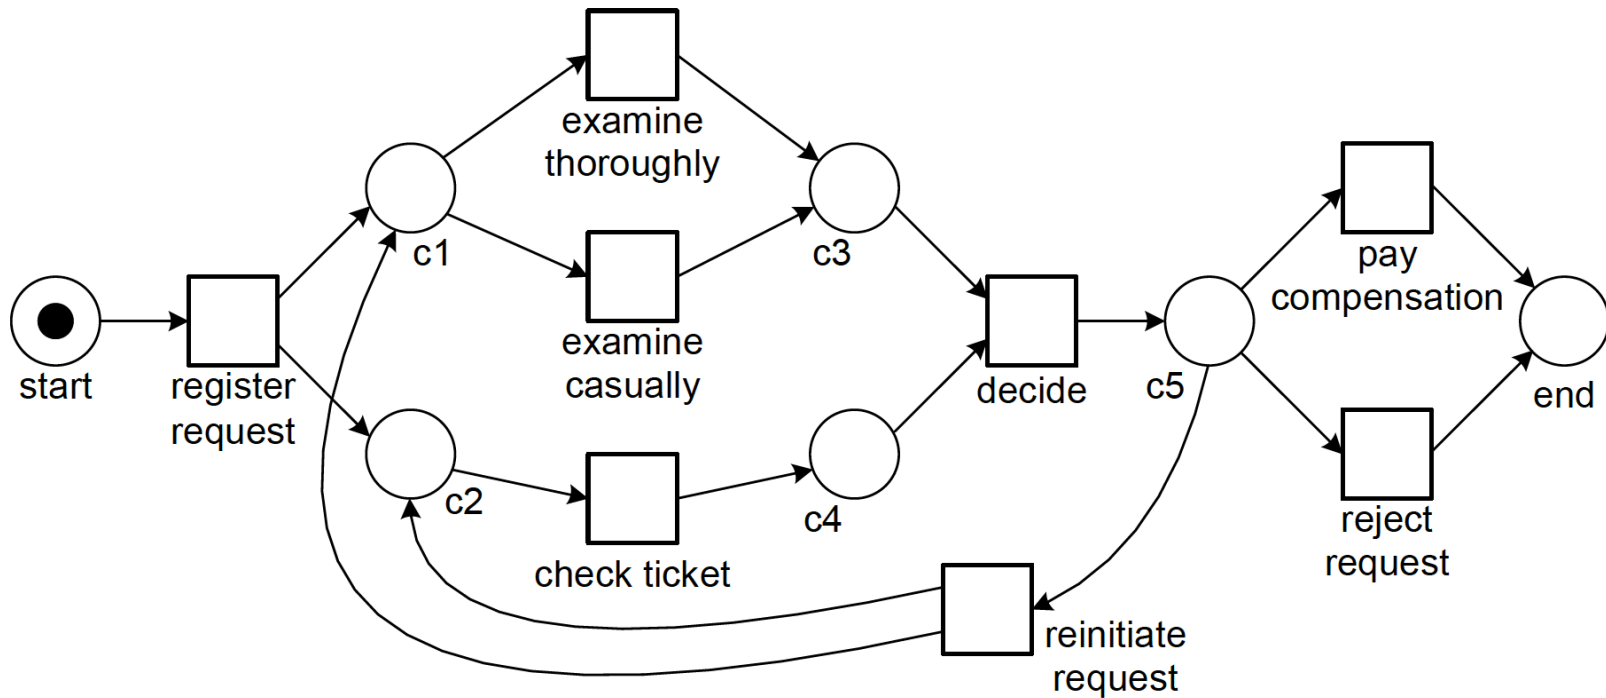 examine
thoroughly
c1
c3
pay
compensation
start
register
request
examine
casually
decide
c5
end
c2
c4
check ticket
reject
request
reinitiate
request